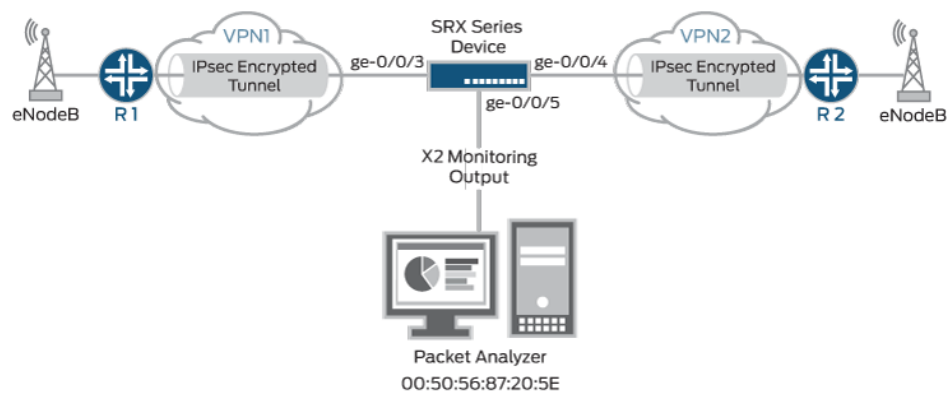 SRX Series
Device
VPN1
VPN2
IPsec Encrypted
Tunnel
ge-0/0/3
ge-0/0/4
IPsec Encrypted
Tunnel
ge-0/0/5
eNodeB
R 1
R 2
eNodeB
X2 Monitoring
Output
Packet Analyzer
00:50:56:87:20:5E